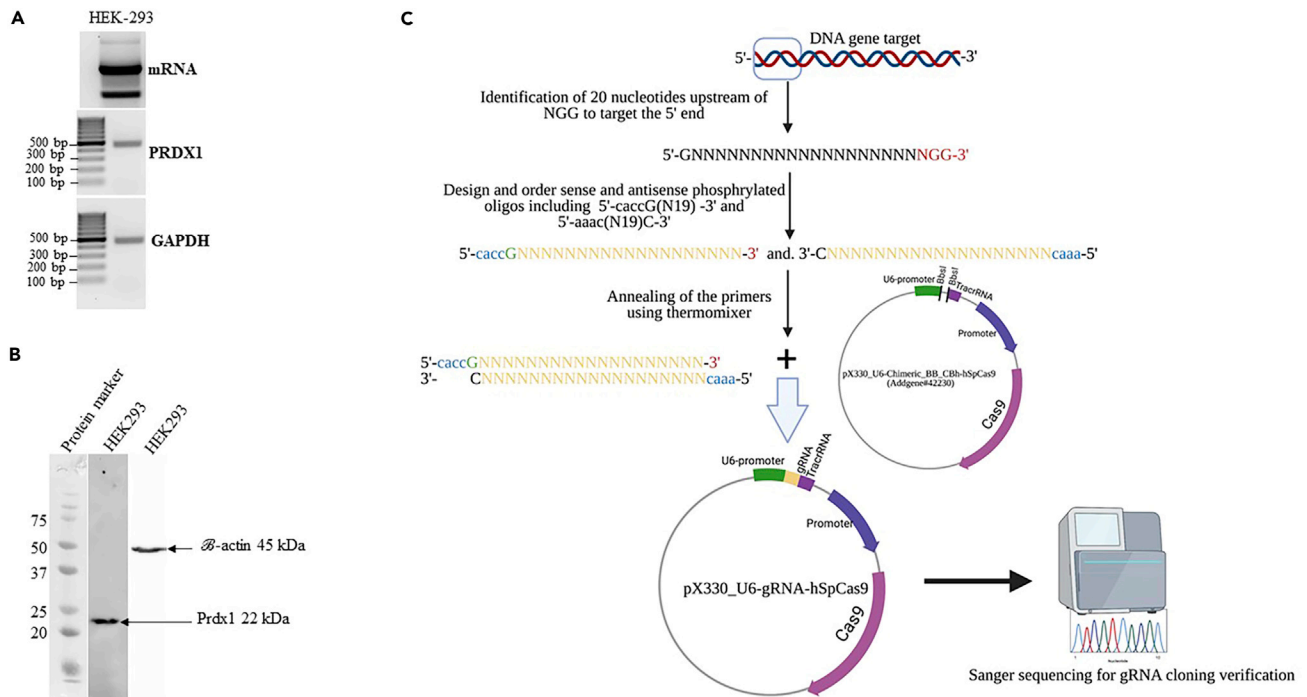 A
HEK-293
mRNA
500 bp
300 bp
200 bp
100 bp
PRDX1
500 bp
300 bp
200 bp
100 bp
GAPDH
B
Protein marker
HEK293
HEK293
75
50
37
25
20
ℬ-actin 45 kDa
Prdx1 22 kDa
C
DNA gene target
5'- -3'
Identification of 20 nucleotides upstream of
NGG to target the 5' end
5'-GNNNNNNNNNNNNNNNNNNNNGG-3'
Design and order sense and antisense phosphrylated
oligos including 5'-caccG(N19) -3' and
5'-aaac(N19)C-3'
5'-caccGNNNNNNNNNNNNNNNNNNN-3' and. 3'-CNNNNNNNNNNNNNNNNNNNcaaa-5'
Annealing of the primers
using thermomixer
5'-caccGNNNNNNNNNNNNNNNNNNN-3'
3'- CNNNNNNNNNNNNNNNNNNNcaaa-5'
+
U6-promoter
BbsI
BbsI
TracrRNA
Promoter
Cas9
pX330_U6-Chimeric_BB_CBh-hSpCas9
(Addgene#42230)
U6-promoter
gRNA
TracrRNA
Promoter
Cas9
pX330_U6-gRNA-hSpCas9
Sanger sequencing for gRNA cloning verification